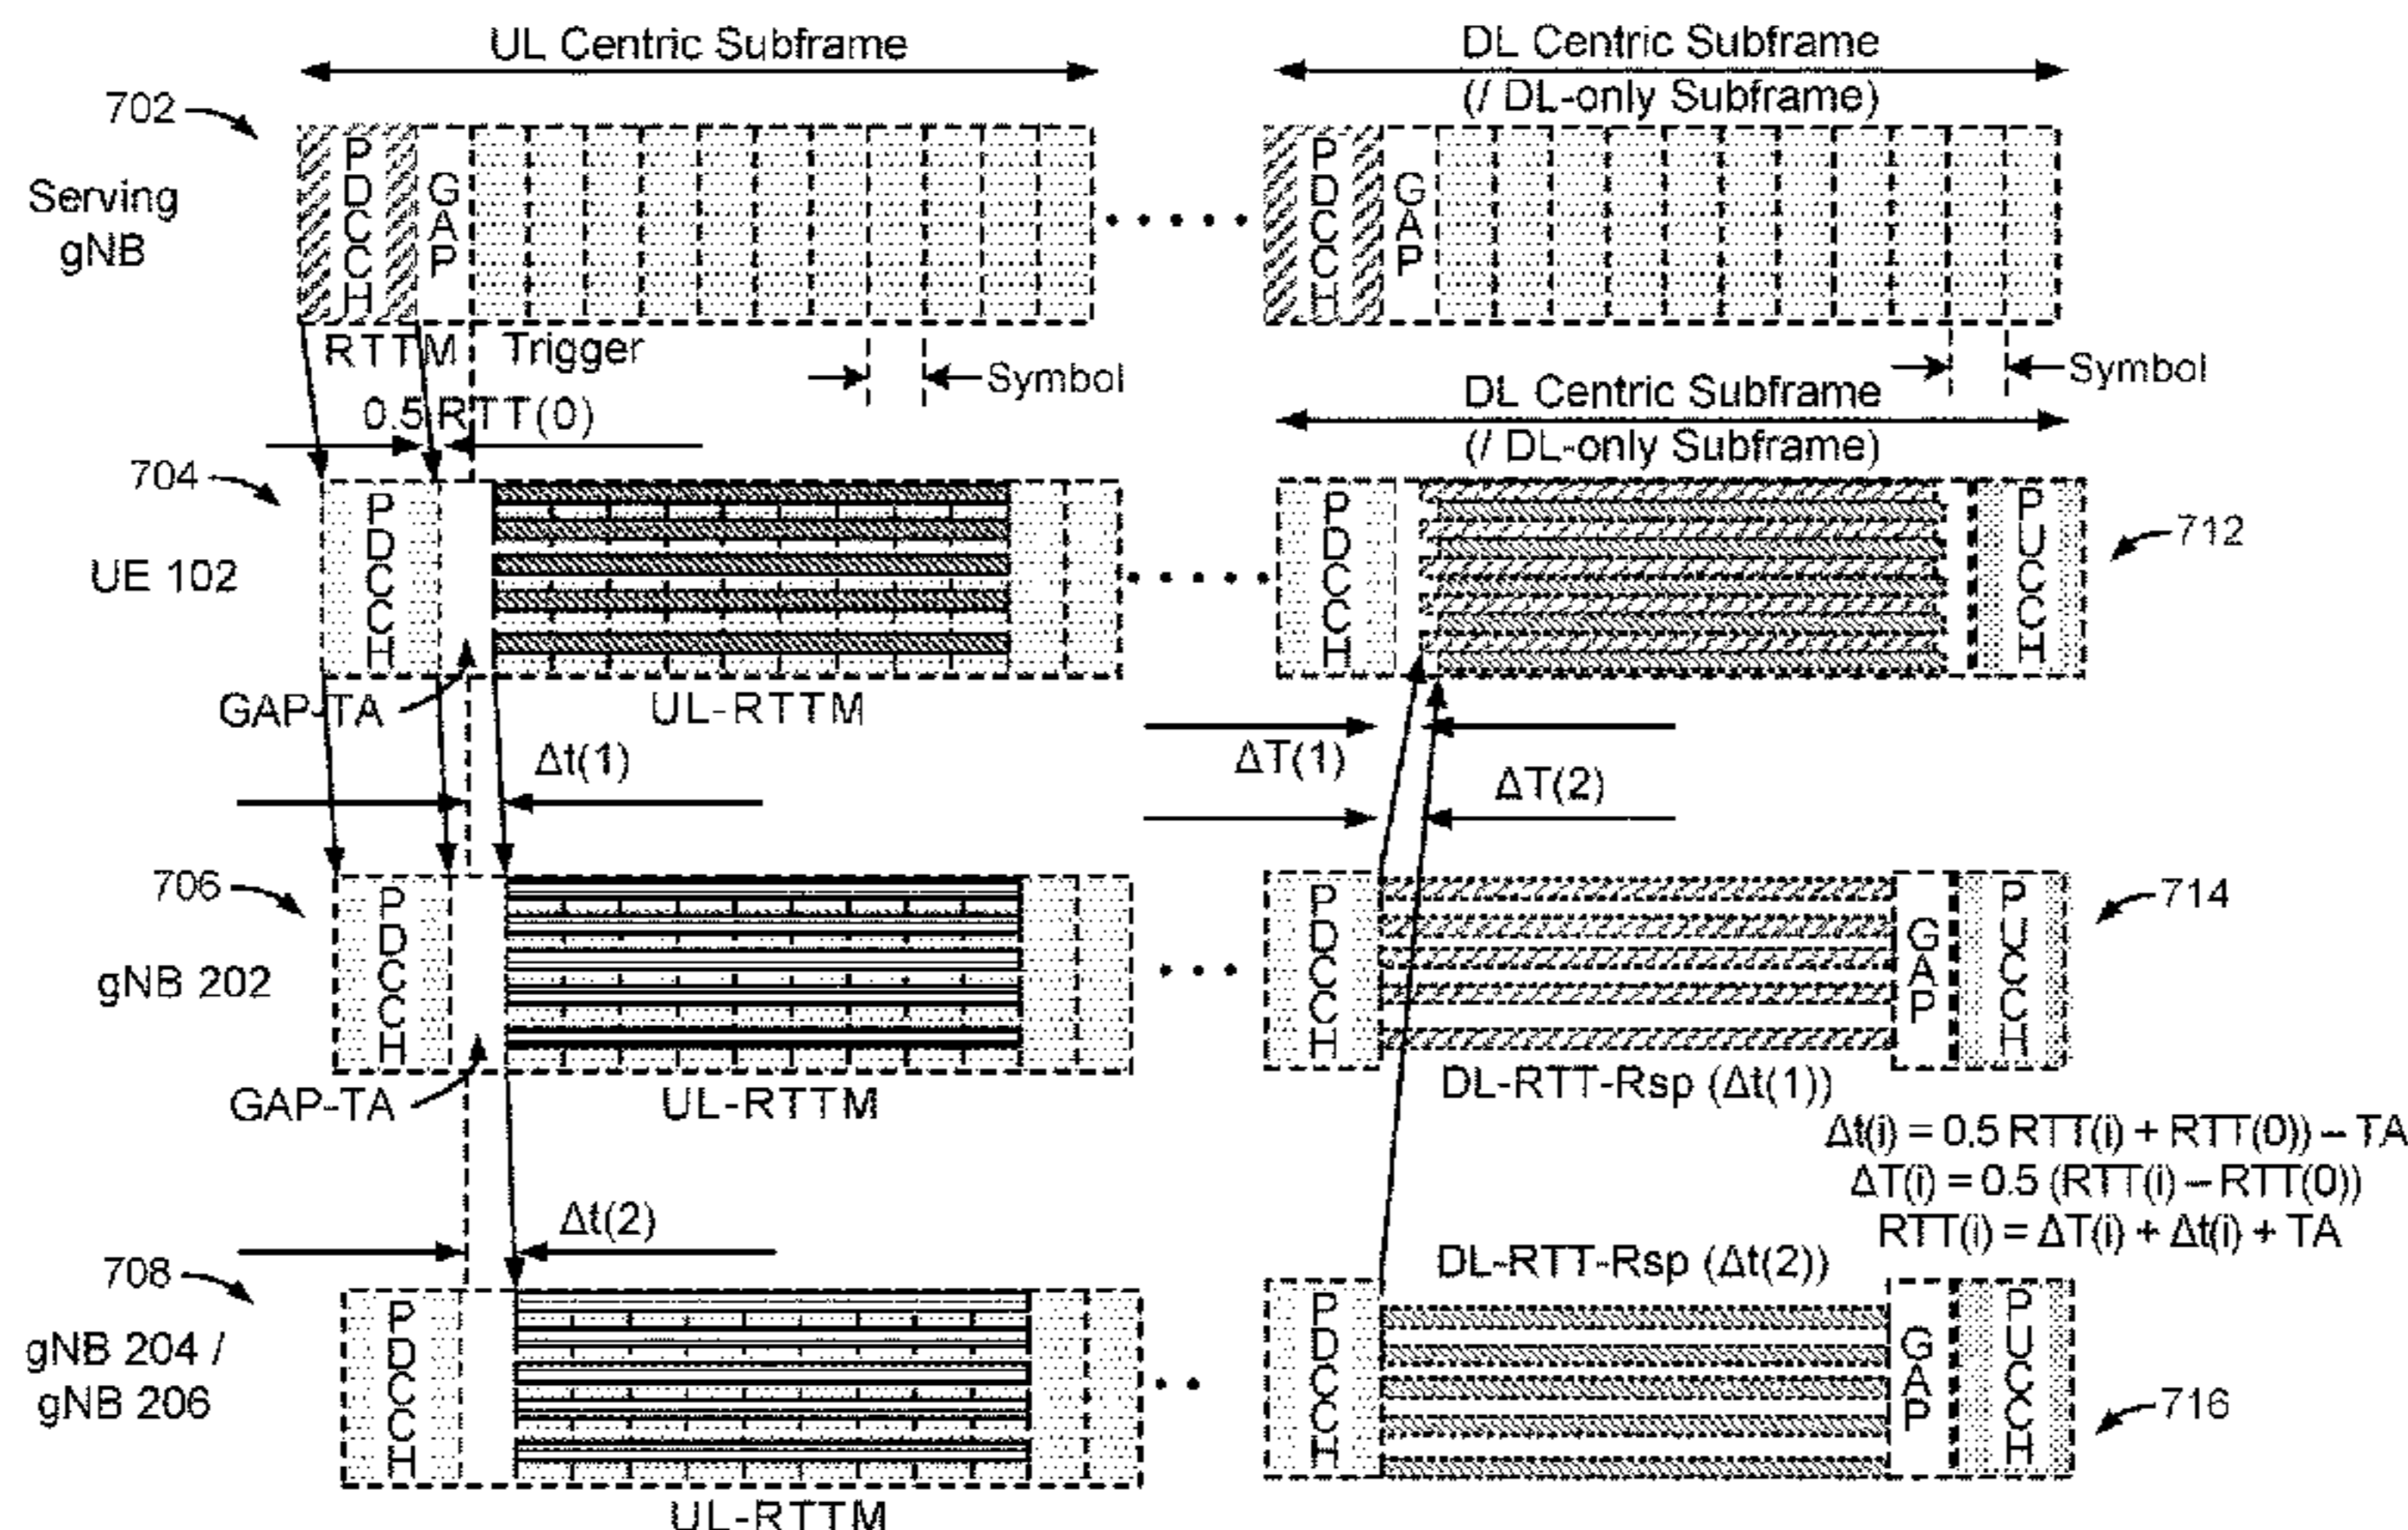 UL Centric Subframe
DL Centric Subframe
(/ DL-only Subframe)
702
Serving
gNB
PDCCH
GAP
PDCCH
GAP
RTTM Trigger
Symbol
Symbol
0.5 RTT(0)
DL Centric Subframe
(/ DL-only Subframe)
704
UE 102
PDCCH
PDCCH
PUCCH
712
GAP-TA
UL-RTTM
Δt(1)
ΔT(1)
ΔT(2)
706
gNB 202
PDCCH
PDCCH
GAP
PUCCH
714
GAP-TA
UL-RTTM
DL-RTT-Rsp (Δt(1))
Δt(i) = 0.5 RTT(i) + RTT(0)) – TA
ΔT(i) = 0.5 (RTT(i) – RTT(0))
RTT(i) = ΔT(i) + Δt(i) + TA
Δt(2)
DL-RTT-Rsp (Δt(2))
708
gNB 204 /
gNB 206
PDCCH
PDCCH
GAP
PUCCH
716
UL-RTTM